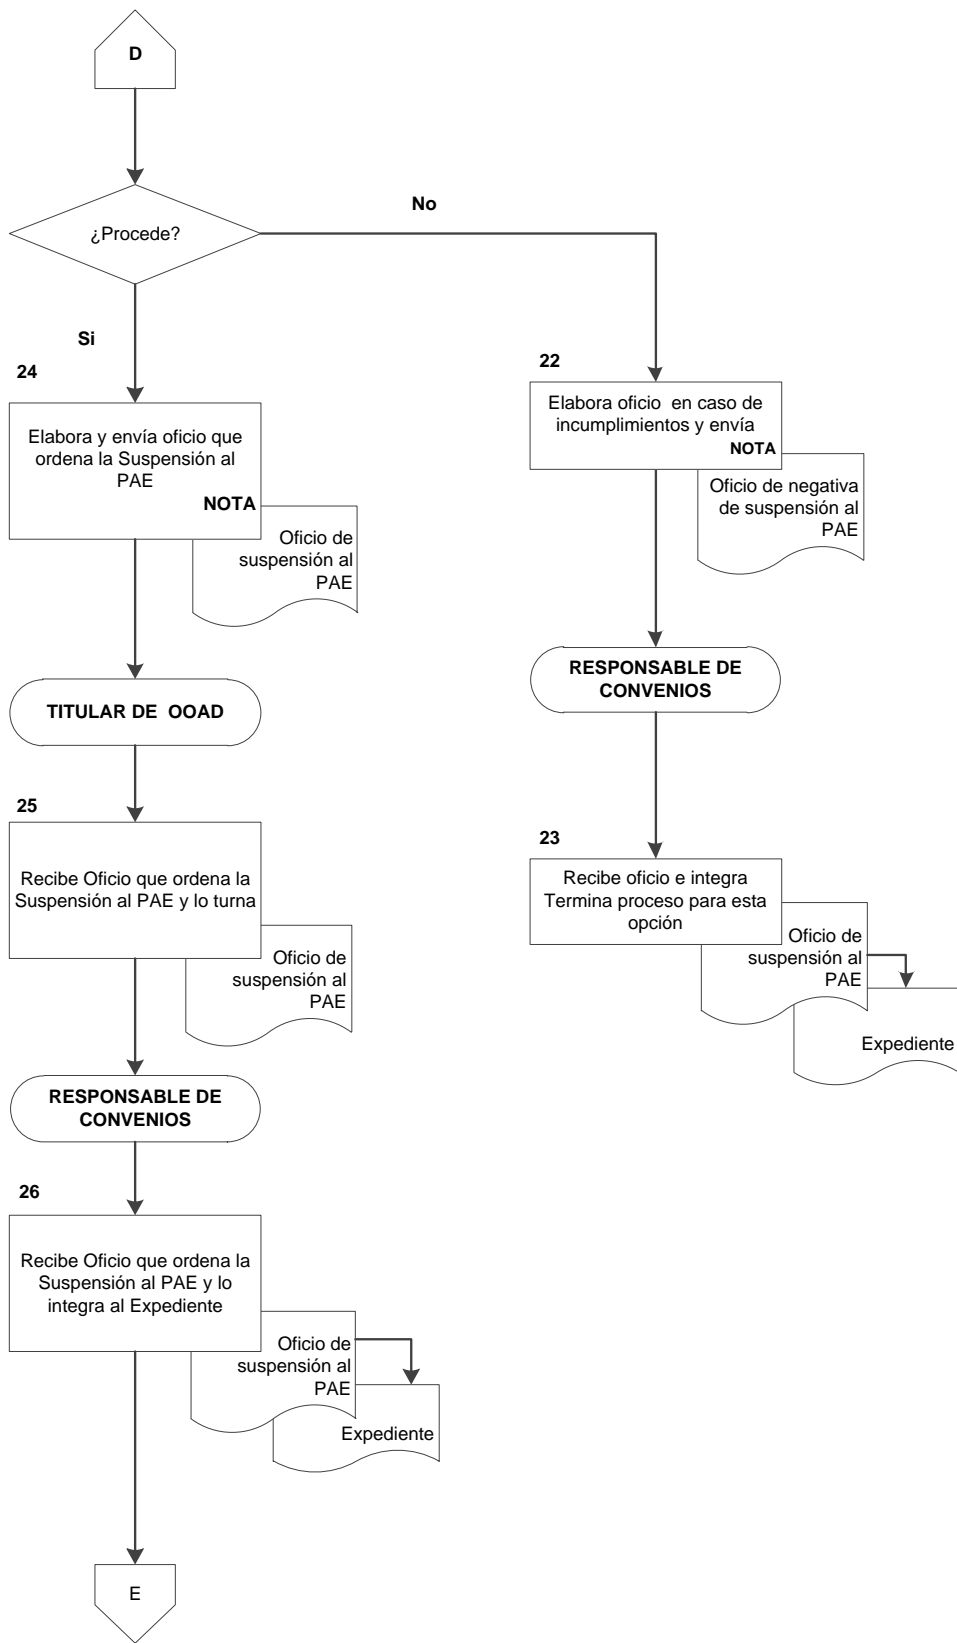 D
¿Procede?
No
Si
24
Elabora y envía oficio que
ordena la Suspensión al
PAE
NOTA
Oficio de
suspensión al
PAE
TITULAR DE OOAD
25
Recibe Oficio que ordena la
Suspensión al PAE y lo turna
Oficio de
suspensión al
PAE
RESPONSABLE DE
CONVENIOS
26
Recibe Oficio que ordena la
Suspensión al PAE y lo
integra al Expediente
Oficio de
suspensión al
PAE
Expediente
E
22
Elabora oficio en caso de
incumplimientos y envía
NOTA
Oficio de negativa
de suspensión al
PAE
RESPONSABLE DE
CONVENIOS
23
Recibe oficio e integra
Termina proceso para esta
opción
Oficio de
suspensión al
PAE
Expediente